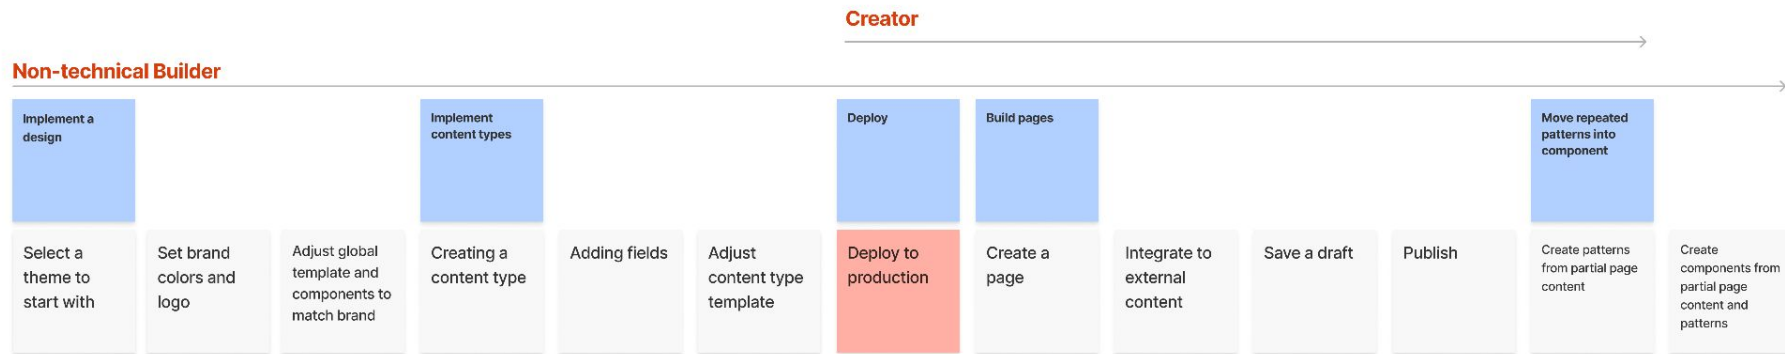 Creator
Non-technical Builder
Implement a
design
Implement
content types
Deploy
Build pages
Move repeated
patterns into
component
Select a
theme to
start with
Set brand
colors and
logo
Adjust global
template and
components to
match brand
Creating a
content type
Adding fields
Adjust
content type
template
Deploy to
production
Create a
page
Integrate to
external
content
Save a draft
Publish
Create patterns
from partial page
content
Create
components from
partial page
content and
patterns